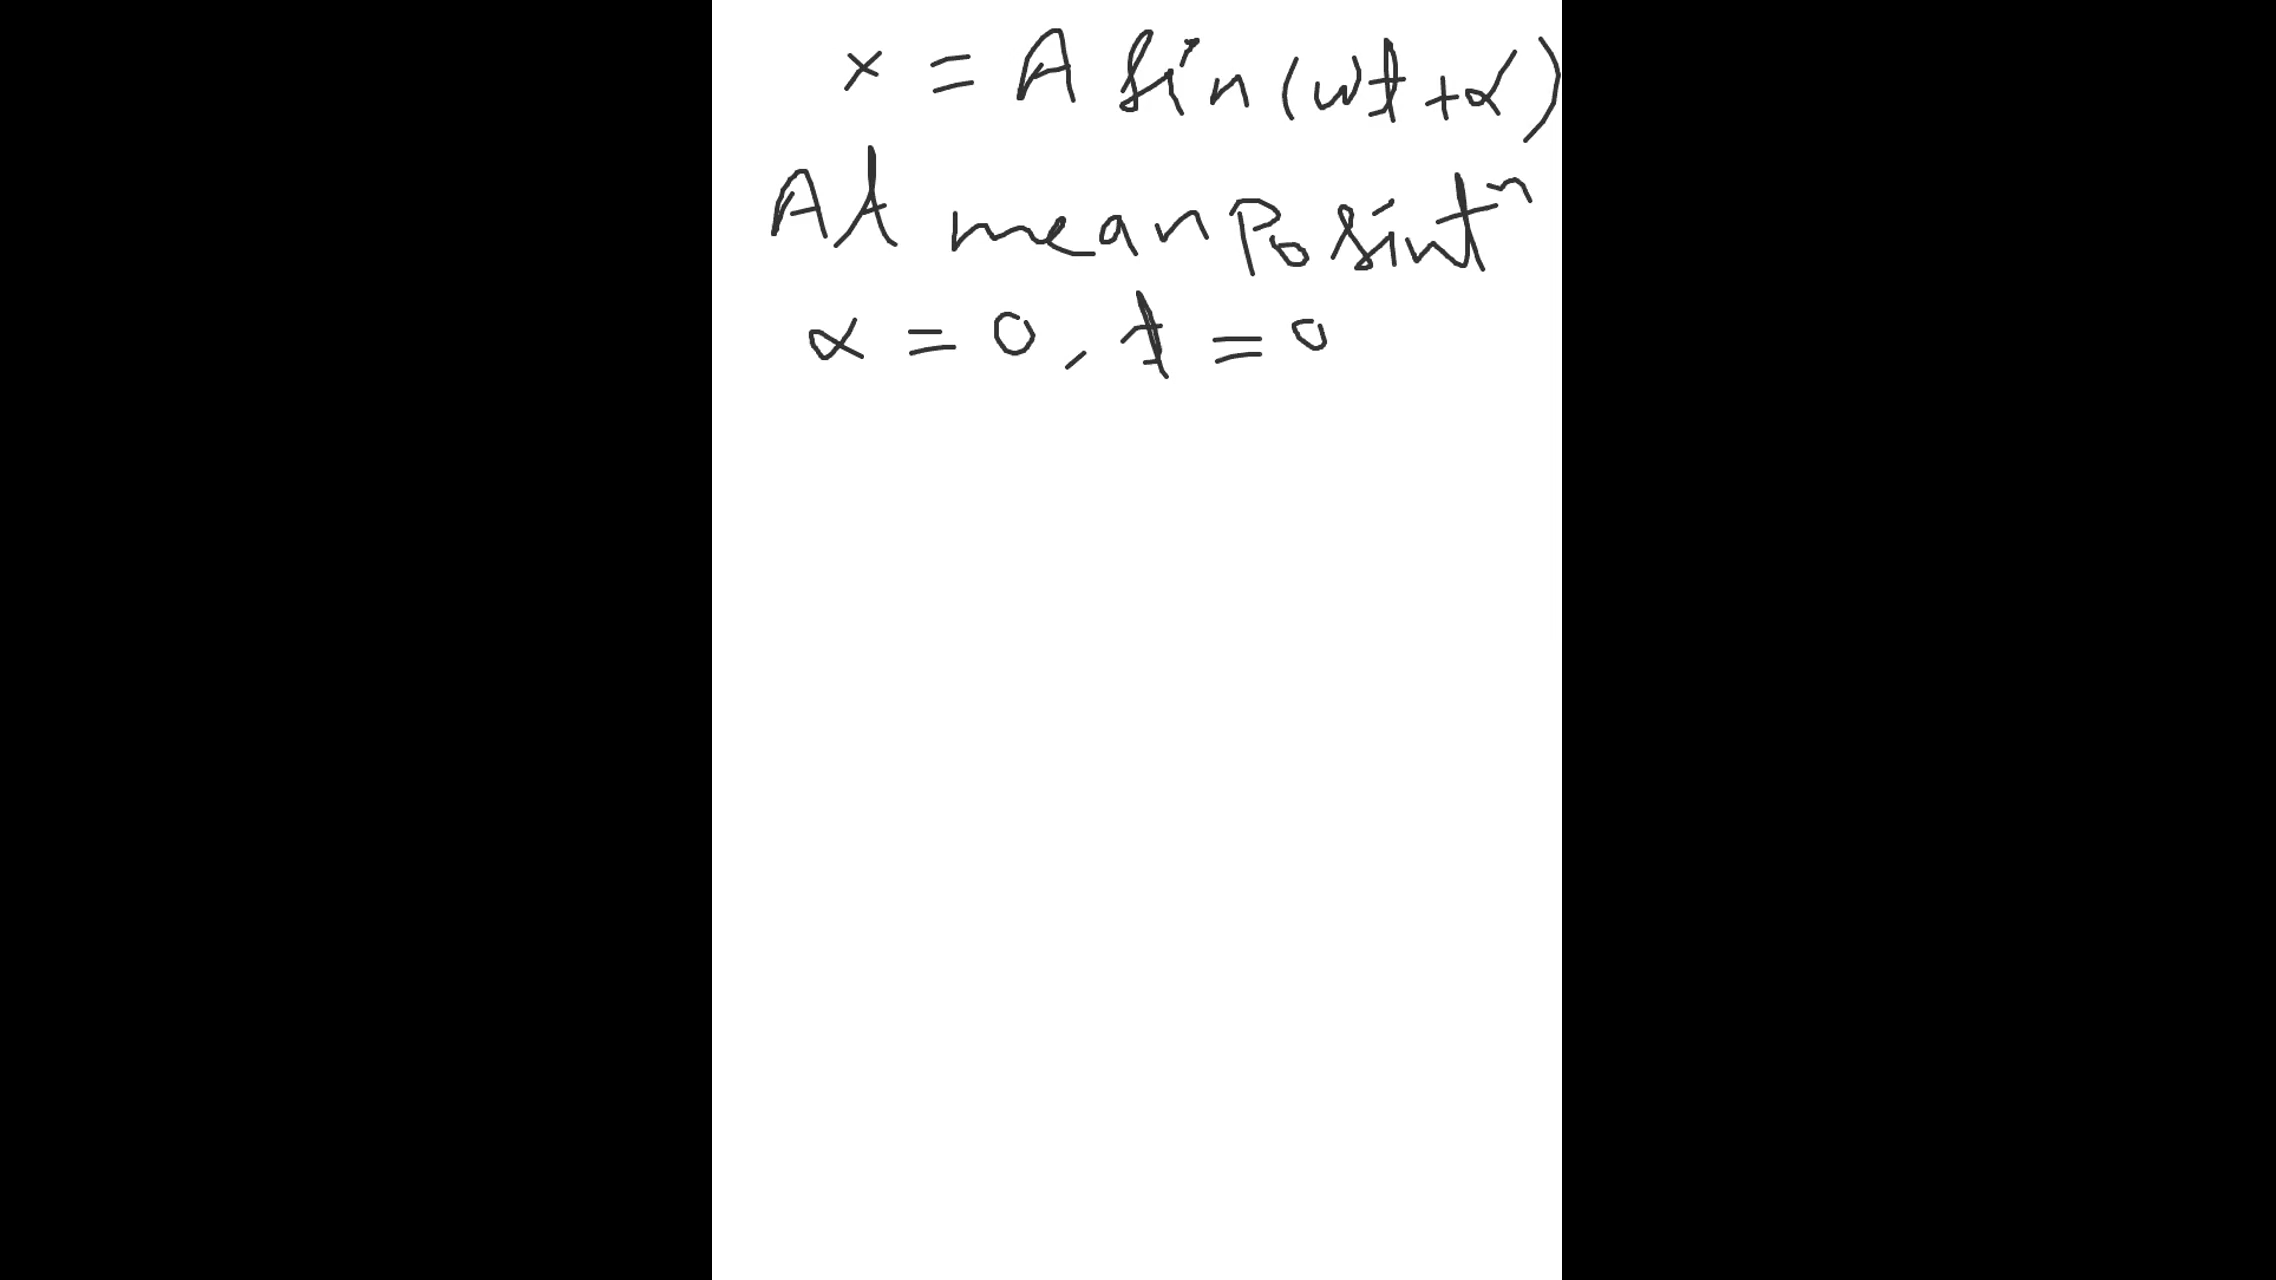 x = A sin(ωt + α)
At mean Positⁿ
α = 0, t = 0